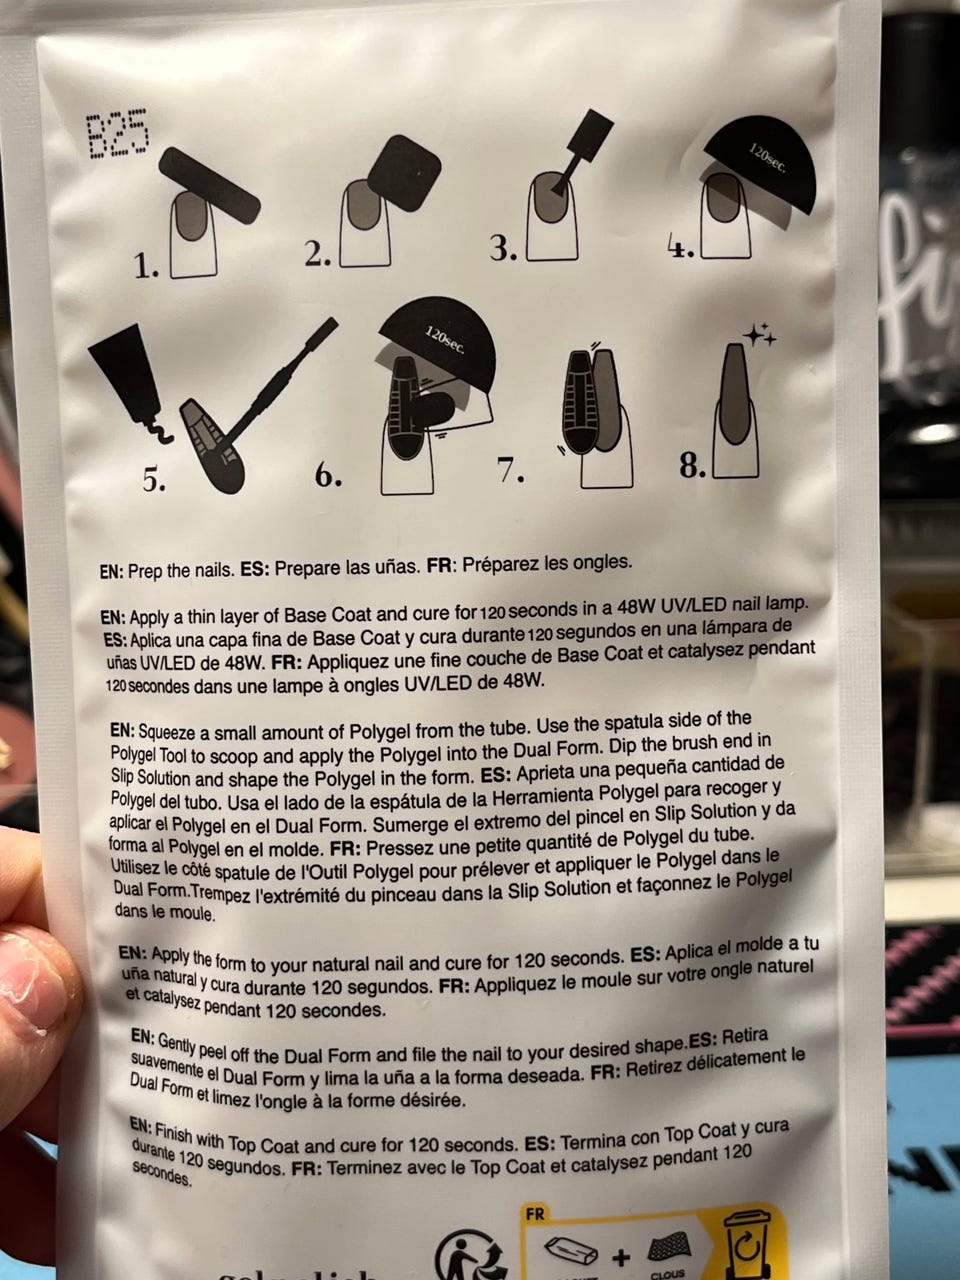 B25
120sec.
1.
2.
3.
4.
120sec.
5.
6.
7.
8.
EN: Prep the nails. ES: Prepare las uñas. FR: Préparez les ongles.
EN: Apply a thin layer of Base Coat and cure for 120 seconds in a 48W UV/LED nail lamp.
ES: Aplica una capa fina de Base Coat y cura durante 120 segundos en una lámpara de
uñas UV/LED de 48W. FR: Appliquez une fine couche de Base Coat et catalysez pendant
120 secondes dans une lampe à ongles UV/LED de 48W.
EN: Squeeze a small amount of Polygel from the tube. Use the spatula side of the
Polygel Tool to scoop and apply the Polygel into the Dual Form. Dip the brush end in
Slip Solution and shape the Polygel in the form. ES: Aprieta una pequeña cantidad de
Polygel del tubo. Usa el lado de la espátula de la Herramienta Polygel para recoger y
aplicar el Polygel en el Dual Form. Sumerge el extremo del pincel en Slip Solution y da
forma al Polygel en el molde. FR: Pressez une petite quantité de Polygel du tube.
Utilisez le côté spatule de l'Outil Polygel pour prélever et appliquer le Polygel dans le
Dual Form.Trempez l'extrémité du pinceau dans la Slip Solution et façonnez le Polygel
dans le moule.
EN: Apply the form to your natural nail and cure for 120 seconds. ES: Aplica el molde a tu
uña natural y cura durante 120 segundos. FR: Appliquez le moule sur votre ongle naturel
et catalysez pendant 120 secondes.
EN: Gently peel off the Dual Form and file the nail to your desired shape.ES: Retira
suavemente el Dual Form y lima la uña a la forma deseada. FR: Retirez délicatement le
Dual Form et limez l'ongle à la forme désirée.
EN: Finish with Top Coat and cure for 120 seconds. ES: Termina con Top Coat y cura
durante 120 segundos. FR: Terminez avec le Top Coat et catalysez pendant 120
secondes.
FR
+
CLOUS